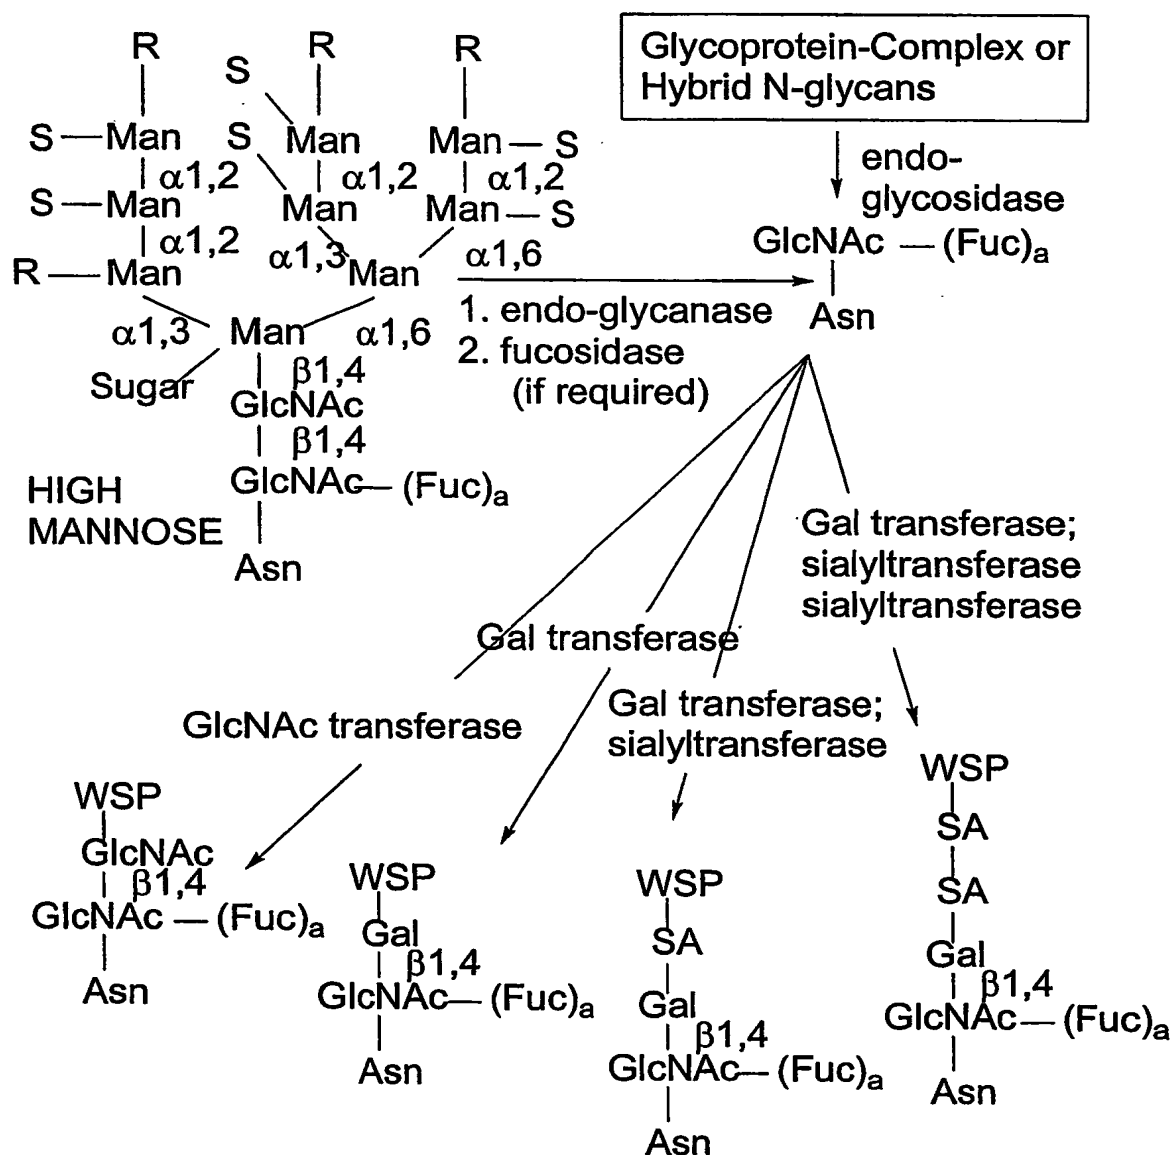 R
R
R
S
S — Man
S
Man
Man — S
α1,2
α1,2
α1,2
S — Man
Man
Man — S
α1,2
α1,3
α1,6
R — Man
Man
α1,3
Man
α1,6
Sugar
β1,4
GlcNAc
β1,4
GlcNAc — (Fuc)a
Asn
HIGH
MANNOSE
Glycoprotein-Complex or
Hybrid N-glycans
endo-
glycosidase
GlcNAc — (Fuc)a
Asn
1. endo-glycanase
2. fucosidase
(if required)
GlcNAc transferase
Gal transferase
Gal transferase;
sialyltransferase
Gal transferase;
sialyltransferase
sialyltransferase
WSP
GlcNAc
β1,4
GlcNAc — (Fuc)a
Asn
WSP
Gal
β1,4
GlcNAc — (Fuc)a
Asn
WSP
SA
Gal
β1,4
GlcNAc — (Fuc)a
Asn
WSP
SA
SA
Gal
β1,4
GlcNAc — (Fuc)a
Asn